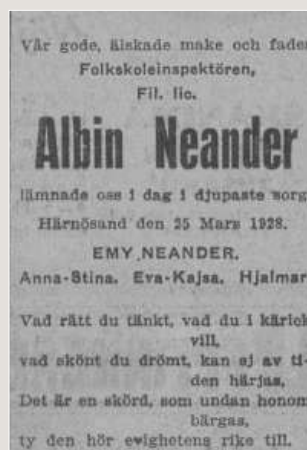 Vår gode, älskade make och fader
Folkskoleinspektören,
Fil. lic.
Albin Neander
lämnade oss i dag i djupaste sorg
Härnösand den 25 Mars 1928.
EMY NEANDER.
Anna-Stina. Eva-Kajsa. Hjalmar.
Vad rätt du tänkt, vad du i kärlek
vill,
vad skönt du drömt, kan ej av ti-
den härjas,
Det är en skörd, som undan honom
bärgas,
ty den hör evighetens rike till.